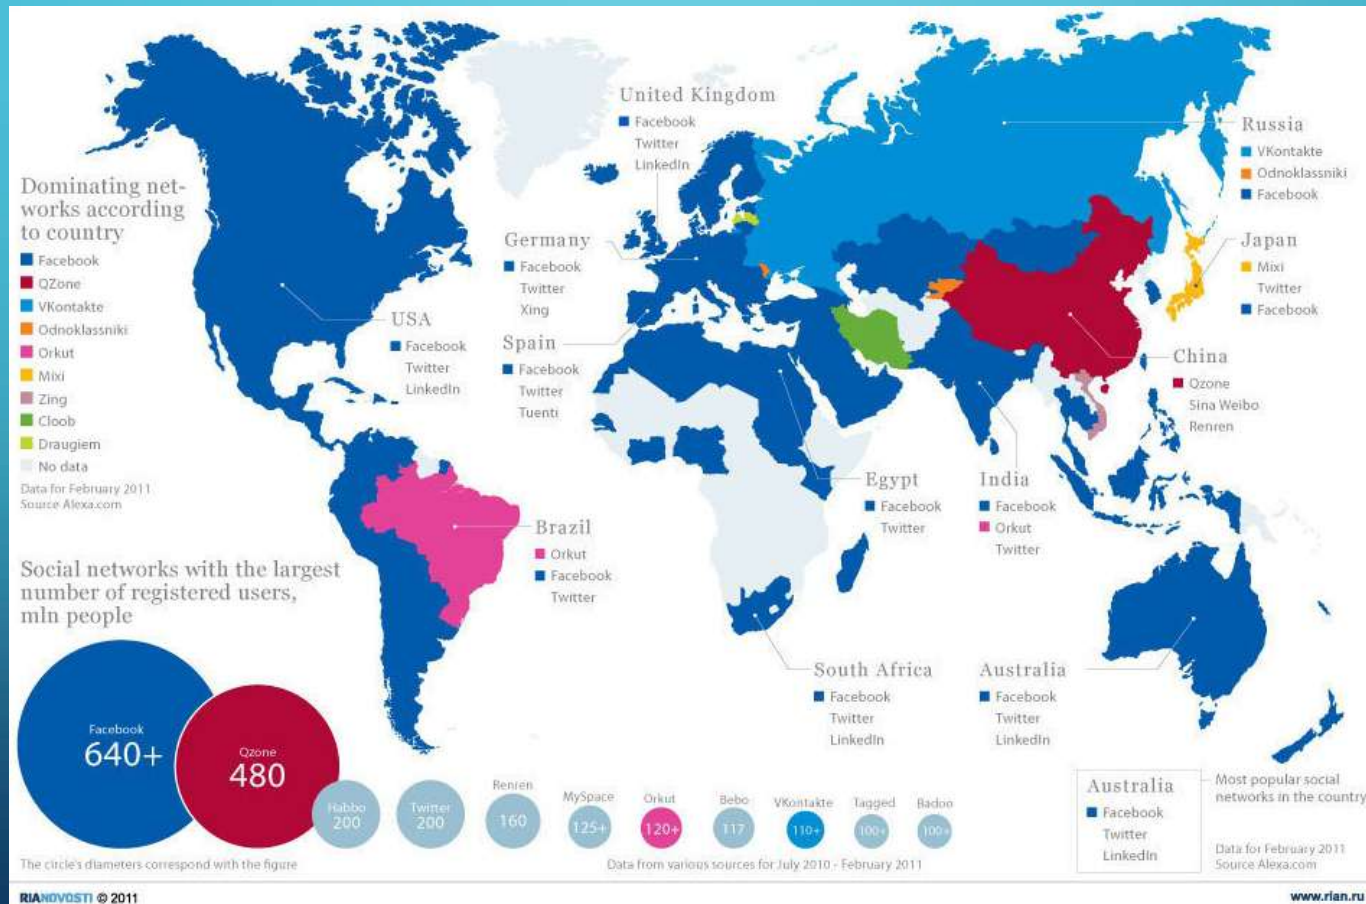 Dominating net-
works according
to country
Facebook
QZone
VKontakte
Odnoklassniki
Orkut
Mixi
Zing
Cloob
Draugiem
No data
Data for February 2011
Source Alexa.com
USA
Facebook
Twitter
LinkedIn
United Kingdom
Facebook
Twitter
LinkedIn
Germany
Facebook
Twitter
Xing
Spain
Facebook
Twitter
Tuenti
Russia
VKontakte
Odnoklassniki
Facebook
Japan
Mixi
Twitter
Facebook
China
Qzone
Sina Weibo
Renren
Egypt
Facebook
Twitter
India
Facebook
Orkut
Twitter
Brazil
Orkut
Facebook
Twitter
South Africa
Facebook
Twitter
LinkedIn
Australia
Facebook
Twitter
LinkedIn
Social networks with the largest
number of registered users,
mln people
Facebook
640+
Qzone
480
Habbo
200
Twitter
200
Renren
160
MySpace
125+
Orkut
120+
Bebo
117
VKontakte
110+
Tagged
100+
Badoo
100+
The circle's diameters correspond with the figure
Data from various sources for July 2010 - February 2011
Australia
Facebook
Twitter
LinkedIn
Most popular social
networks in the country
Data for February 2011
Source Alexa.com
RIANOVOSTI © 2011
www.rian.ru